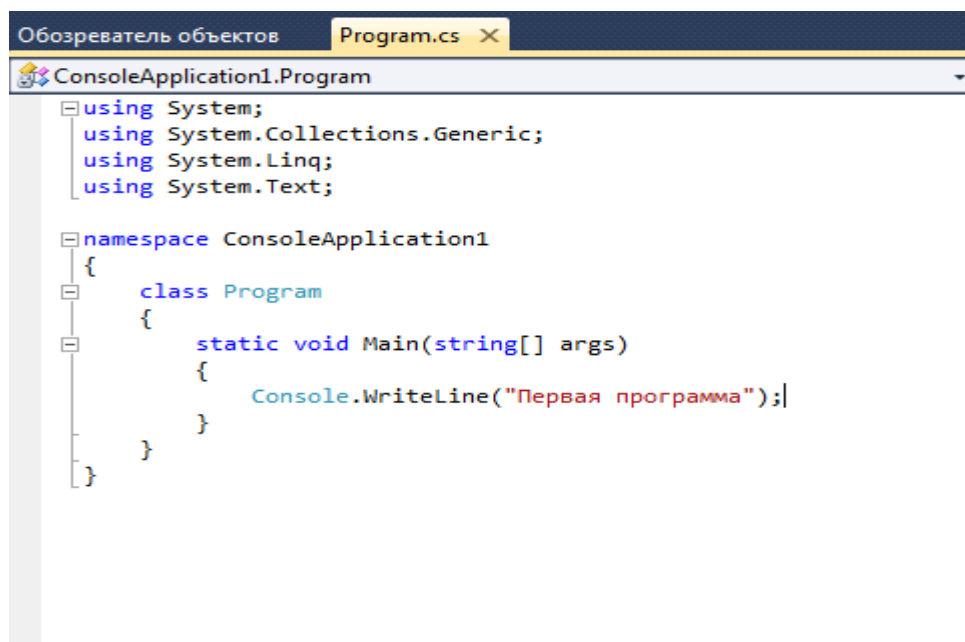 Обозреватель объектов Program.cs
ConsoleApplication1.Program
using System;
using System.Collections.Generic;
using System.Linq;
using System.Text;
namespace ConsoleApplication1
{
class Program
{
static void Main(string[] args)
{
Console.WriteLine("Первая программа");
}
}
}